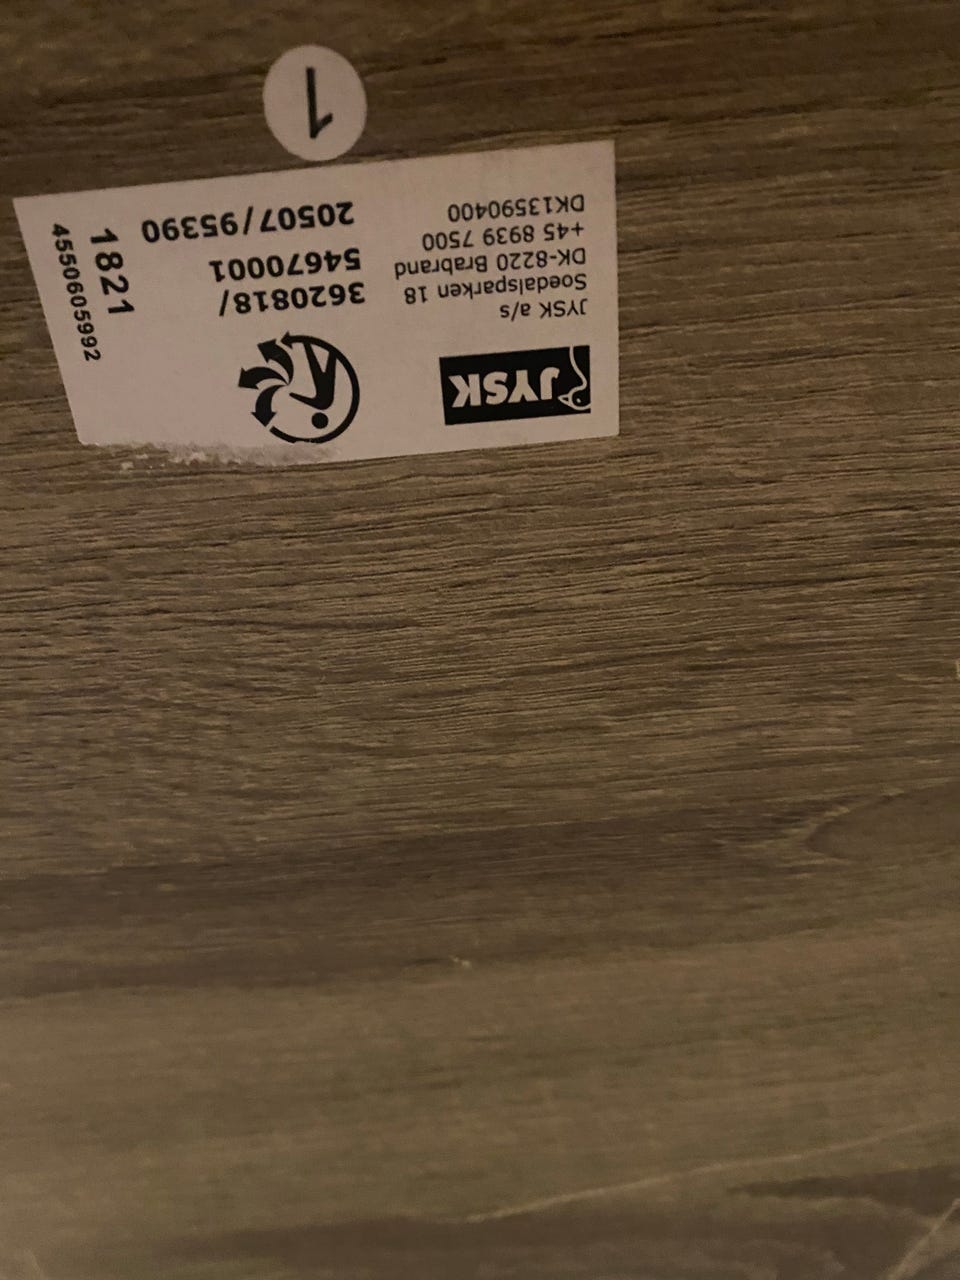 JYSK
JYSK a/s
Soedalsparken 18
DK-8220 Brabrand
+45 8939 7500
DK13590400
3620818/
54670001
20507/95390
1821
4550605992
1